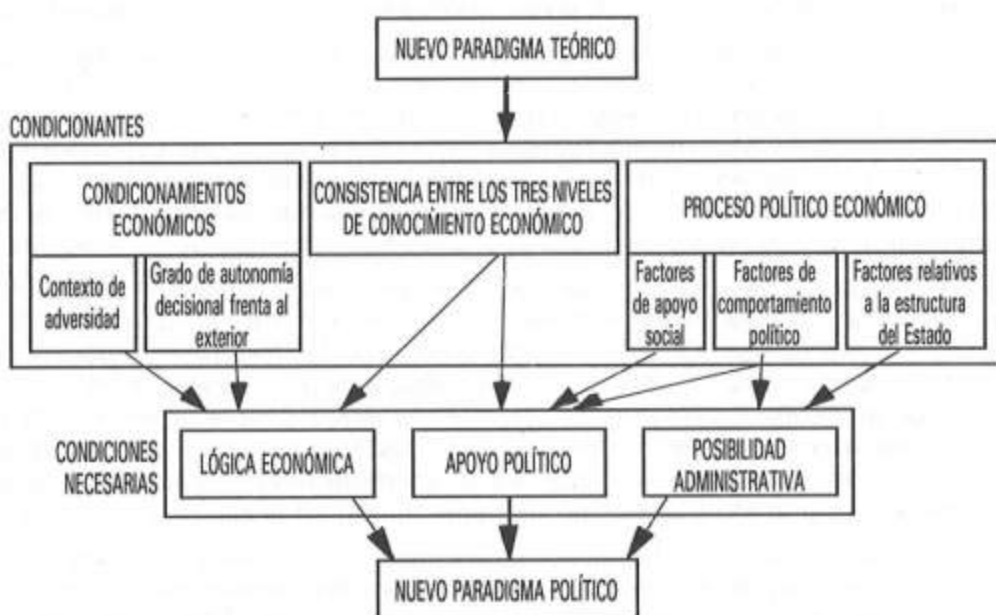 NUEVO PARADIGMA TEÓRICO
CONDICIONANTES
CONDICIONAMIENTOS
ECONÓMICOS
Contexto de
adversidad
Grado de autonomía
decisional frenta al
exterior
CONSISTENCIA ENTRE LOS TRES NIVELES
DE CONOCIMIENTO ECONÓMICO
PROCESO POLÍTICO ECONÓMICO
Factores
de apoyo
social
Factores de
comportamiento
político
Factores relativos
a la estructura
del Estado
CONDICIONES
NECESARIAS
LÓGICA ECONÓMICA
APOYO POLÍTICO
POSIBILIDAD
ADMINISTRATIVA
NUEVO PARADIGMA POLÍTICO